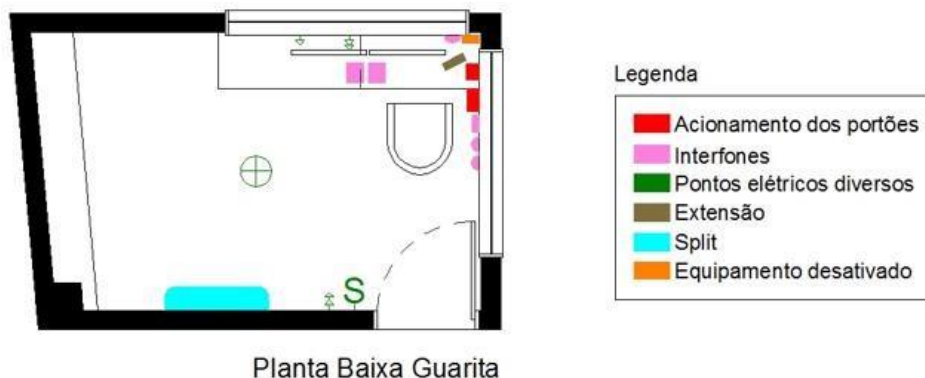 S
Planta Baixa Guarita
Legenda
Acionamento dos portões
Interfones
Pontos elétricos diversos
Extensão
Split
Equipamento desativado